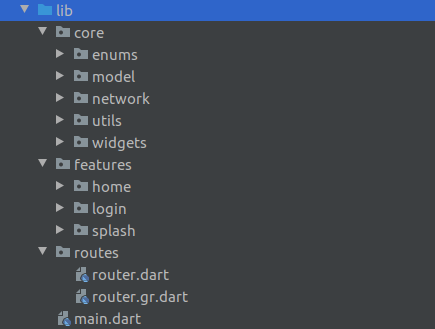 lib
core
enums
model
network
utils
widgets
features
home
login
splash
routes
router.dart
router.gr.dart
main.dart